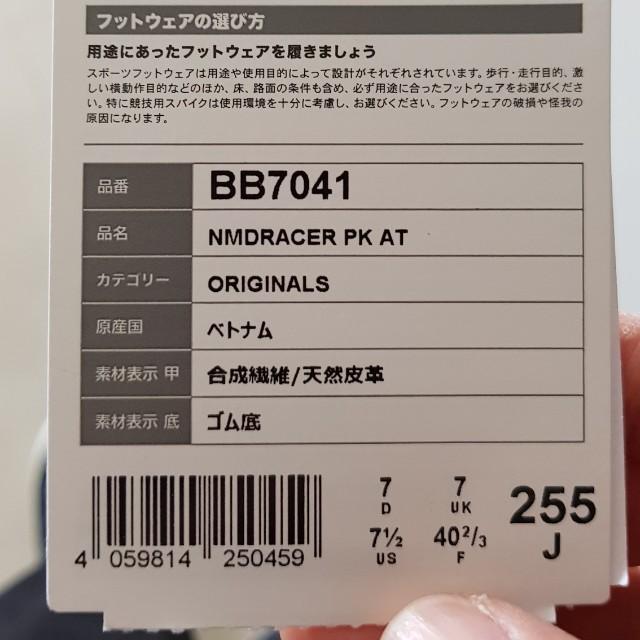 フットウェアの選び方
用途にあったフットウェアを履きましょう
スポーツフットウェアは用途や使用目的によって設計がそれぞれされています。歩行・走行目的、激
しい横動作目的などのほか、床、路面の条件も含め、必ず用途に合ったフットウェアをお選びくださ
い。特に競技用スパイクは使用環境を十分に考慮し、お選びください。フットウェアの破損や怪我の
原因になります。
品番 BB7041
品名 NMDRACER PK AT
カテゴリー ORIGINALS
原産国 ベトナム
素材表示 甲 合成繊維/天然皮革
素材表示 底 ゴム底
7 7 255
D UK
7½ 40²/₃ J
US F
4 059814 250459